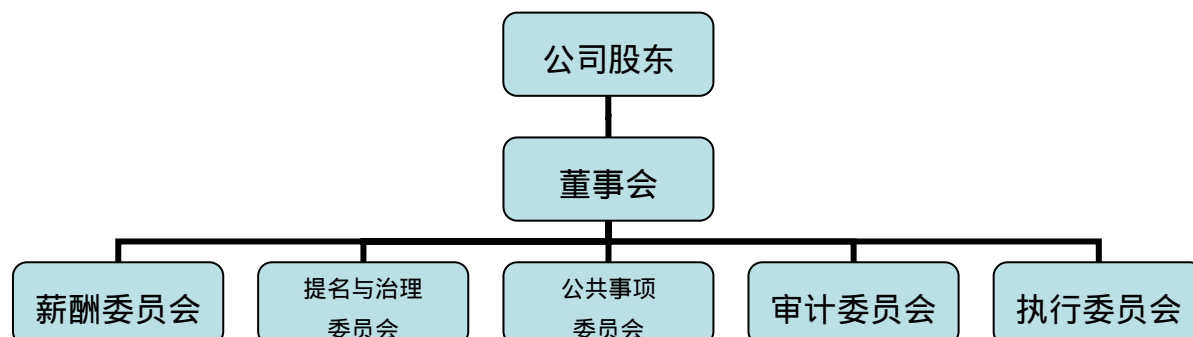 公司股东
董事会
薪酬委员会
提名与治理
委员会
公共事项
委员会
审计委员会
执行委员会